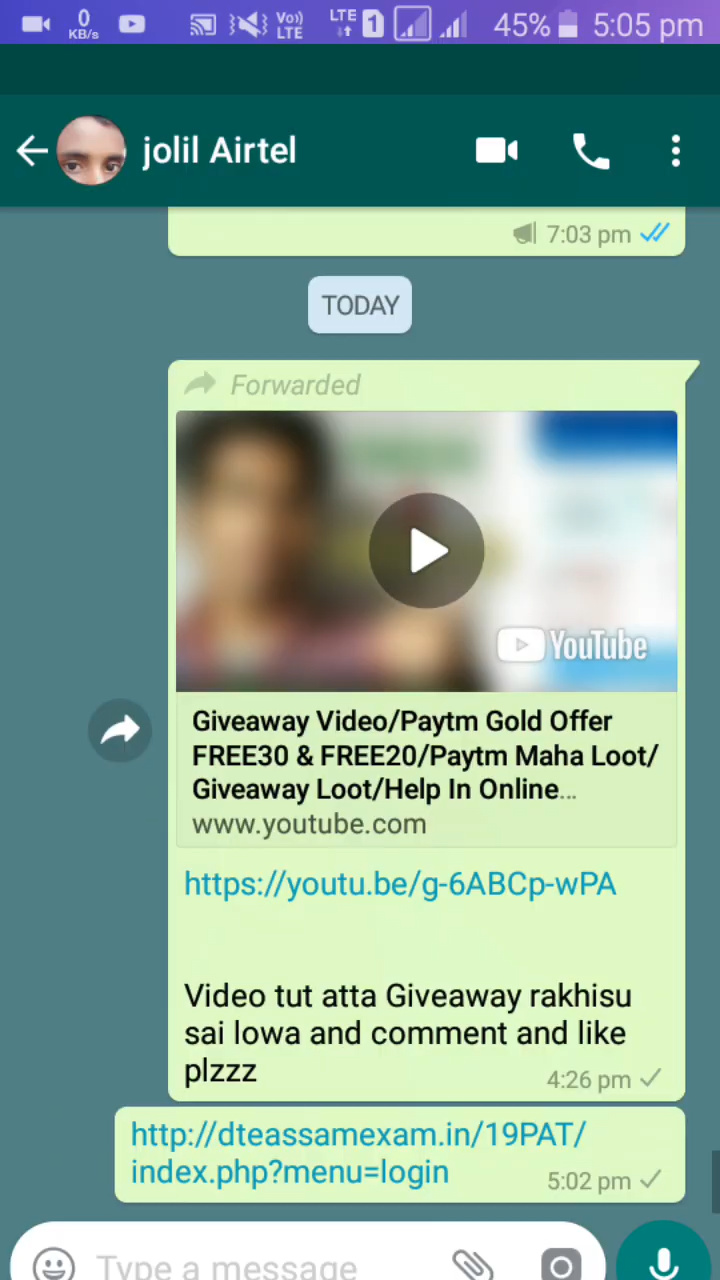 0
KB/s
Vo))
LTE
LTE
1
45%
5:05 pm
jolil Airtel
7:03 pm
TODAY
Forwarded
YouTube
Giveaway Video/Paytm Gold Offer
FREE30 & FREE20/Paytm Maha Loot/
Giveaway Loot/Help In Online...
www.youtube.com
https://youtu.be/g-6ABCp-wPA
Video tut atta Giveaway rakhisu
sai lowa and comment and like
plzzz
4:26 pm
http://dteassamexam.in/19PAT/
index.php?menu=login
5:02 pm
Type a message